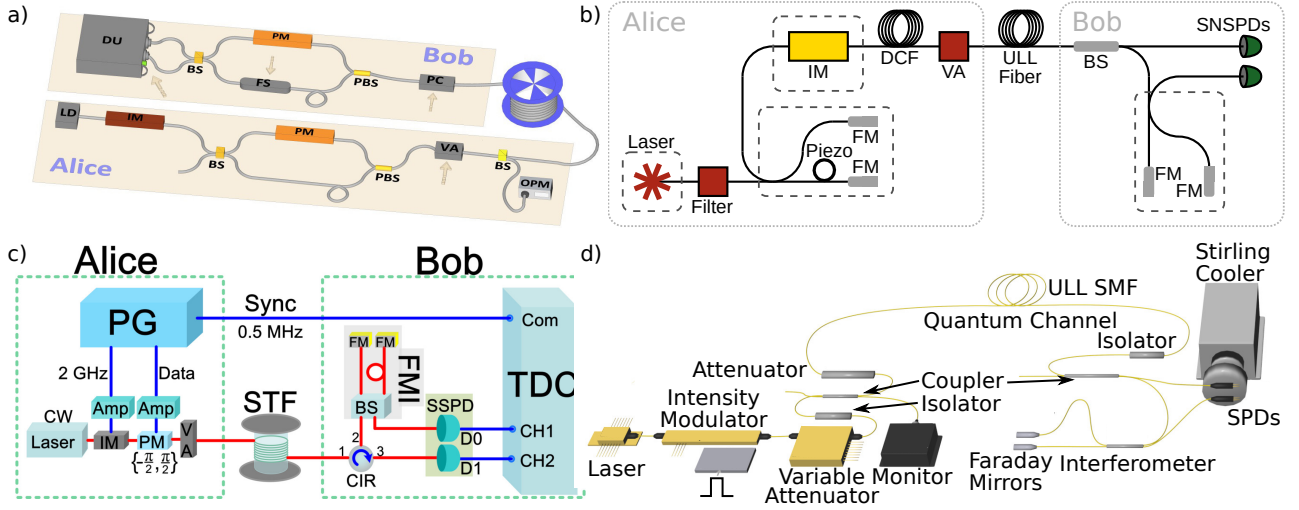 a)
DU
BS
PM
FS
PBS
PC
Bob
LD
IM
BS
PM
PBS
VA
BS
OPM
Alice
b)
Alice
Bob
IM
DCF
VA
ULL
Fiber
BS
SNSPDs
Laser
Filter
Piezo
FM
FM
FM
FM
c)
Alice
Bob
PG
Sync
0.5 MHz
Com
2 GHz
Data
Amp
Amp
CW
Laser
IM
PM
V
A
{-π/2, π/2}
STF
FM
FM
FMI
BS
SSPD
D0
D1
1
2
3
CIR
TDC
CH1
CH2
d)
Stirling
Cooler
ULL SMF
Quantum Channel
Isolator
Attenuator
Coupler
Isolator
Intensity
Modulator
SPDs
Laser
Variable
Attenuator
Monitor
Faraday
Mirrors
Interferometer